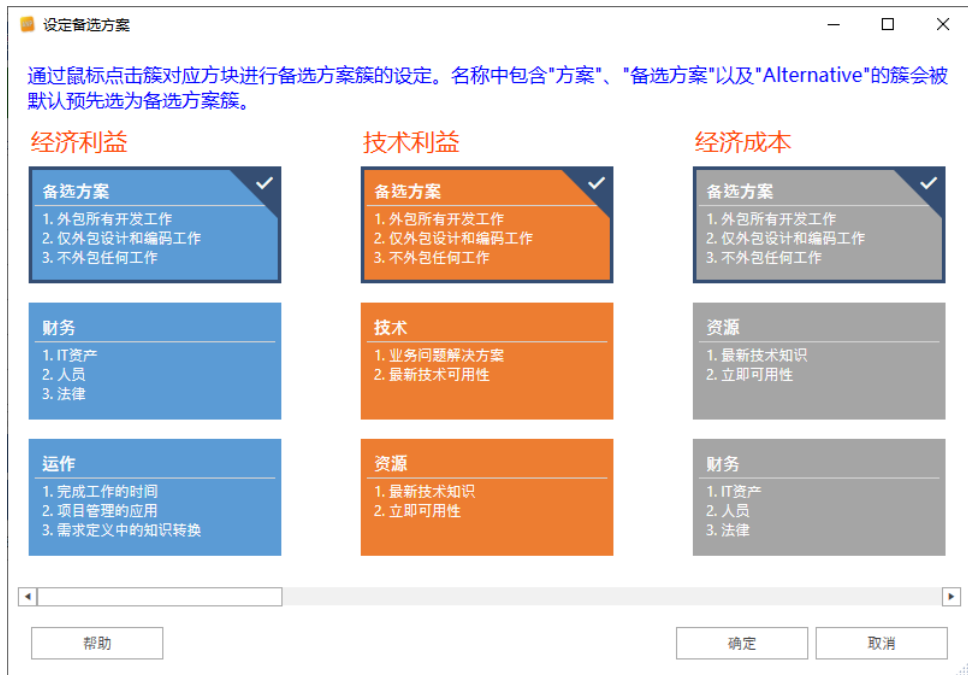 设定备选方案
通过鼠标点击簇对应方块进行备选方案簇的设定。名称中包含"方案"、"备选方案"以及"Alternative"的簇会被
默认预先选为备选方案簇。
经济利益
备选方案
1. 外包所有开发工作
2. 仅外包设计和编码工作
3. 不外包任何工作
财务
1. IT资产
2. 人员
3. 法律
运作
1. 完成工作的时间
2. 项目管理的应用
3. 需求定义中的知识转换
技术利益
备选方案
1. 外包所有开发工作
2. 仅外包设计和编码工作
3. 不外包任何工作
技术
1. 业务问题解决方案
2. 最新技术可用性
资源
1. 最新技术知识
2. 立即可用性
经济成本
备选方案
1. 外包所有开发工作
2. 仅外包设计和编码工作
3. 不外包任何工作
资源
1. 最新技术知识
2. 立即可用性
财务
1. IT资产
2. 人员
3. 法律
帮助
确定
取消